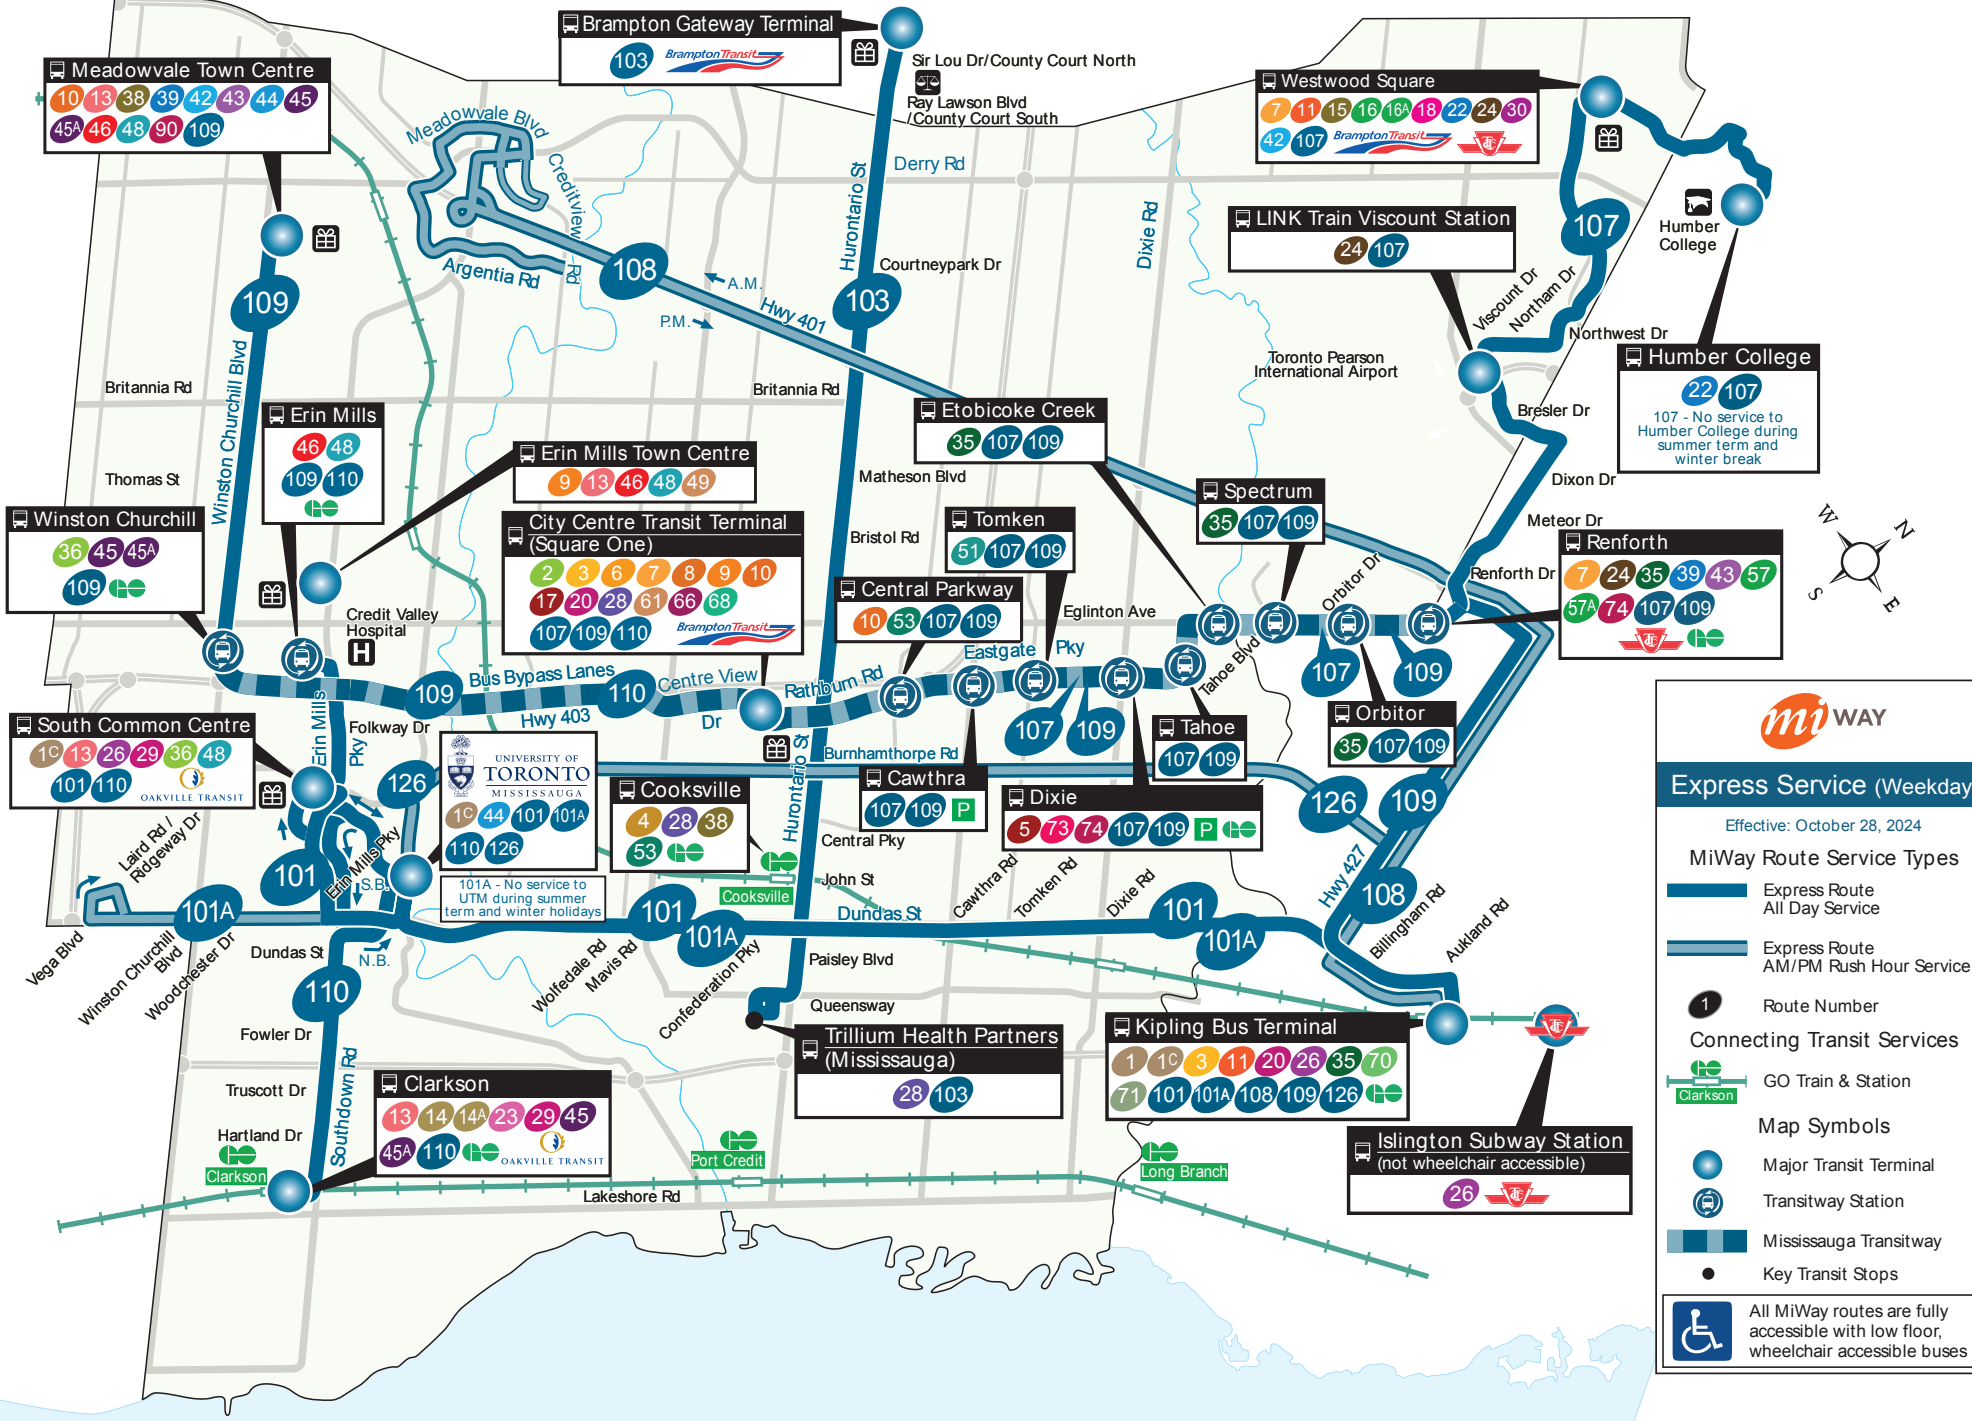 Brampton Gateway Terminal
103 BramptonTransit
Sir Lou Dr/County Court North
Ray Lawson Blvd
/County Court South
Meadowvale Town Centre
10 13 38 39 42 43 44 45
45A 46 48 90 109
Westwood Square
7 11 15 16 16A 18 22 24 30
42 107 BramptonTransit
Meadowvale Blvd
Creditview Rd
Argentia Rd
Derry Rd
Hurontario St
Dixie Rd
107
Humber
College
LINK Train Viscount Station
24 107
108
A.M.
P.M.
Hwy 401
Courtneypark Dr
103
109
Viscount Dr
Northam Dr
Northwest Dr
Toronto Pearson
International Airport
Humber College
22 107
107 - No service to
Humber College during
summer term and
winter break
Winston Churchill Blvd
Britannia Rd
Britannia Rd
Bresler Dr
Erin Mills
46 48
109 110
Etobicoke Creek
35 107 109
Erin Mills Town Centre
9 13 46 48 49
Thomas St
Matheson Blvd
Dixon Dr
Spectrum
35 107 109
Winston Churchill
36 45 45A
109
City Centre Transit Terminal
(Square One)
2 3 6 7 8 9 10
17 20 28 61 66 68
107 109 110 BramptonTransit
Tomken
51 107 109
Bristol Rd
Meteor Dr
Renforth
7 24 35 39 43 57
57A 74 107 109
Renforth Dr
Orbitor Dr
W
N
S
E
Central Parkway
10 53 107 109
Eglinton Ave
Credit Valley
Hospital
H
Eastgate Pky
Tahoe Blvd
107
109
109
Bus Bypass Lanes
110
Centre View
Dr
Rathburn Rd
Hwy 403
107
109
South Common Centre
1C 13 26 29 36 48
101 110
OAKVILLE TRANSIT
Erin Mills
Pky
Folkway Dr
UNIVERSITY OF
TORONTO
MISSISSAUGA
1C 44 101 101A
110 126
101A - No service to
UTM during summer
term and winter holidays
Burnhamthorpe Rd
Hurontario St
Tahoe
107 109
Orbitor
35 107 109
Cawthra
107 109 P
126
Cooksville
4 28 38
53
Dixie
5 73 74 107 109 P
126
109
Laird Rd /
Ridgeway Dr
Erin Mills Pky
Central Pky
John St
Cooksville
101
S.B.
Hwy 427
108
101A
101
101A
Dundas St
Cawthra Rd
Tomken Rd
Dixie Rd
101
101A
Billingham Rd
Aukland Rd
Vega Blvd
Winston Churchill
Blvd
Woodchester Dr
Dundas St
N.B.
Wolfedale Rd
Mavis Rd
Confederation Pky
Paisley Blvd
110
Queensway
Fowler Dr
Trillium Health Partners
(Mississauga)
28 103
Kipling Bus Terminal
1 1C 3 11 20 26 35 70
71 101 101A 108 109 126
Truscott Dr
Southdown Rd
Hartland Dr
Clarkson
Clarkson
13 14 14A 23 29 45
45A 110
OAKVILLE TRANSIT
Port Credit
Long Branch
Lakeshore Rd
Islington Subway Station
(not wheelchair accessible)
26
mi WAY
Express Service (Weekday
Effective: October 28, 2024
MiWay Route Service Types
Express Route
All Day Service
Express Route
AM/PM Rush Hour Service
1 Route Number
Connecting Transit Services
Clarkson
GO Train & Station
Map Symbols
Major Transit Terminal
Transitway Station
Mississauga Transitway
Key Transit Stops
All MiWay routes are fully
accessible with low floor,
wheelchair accessible buses